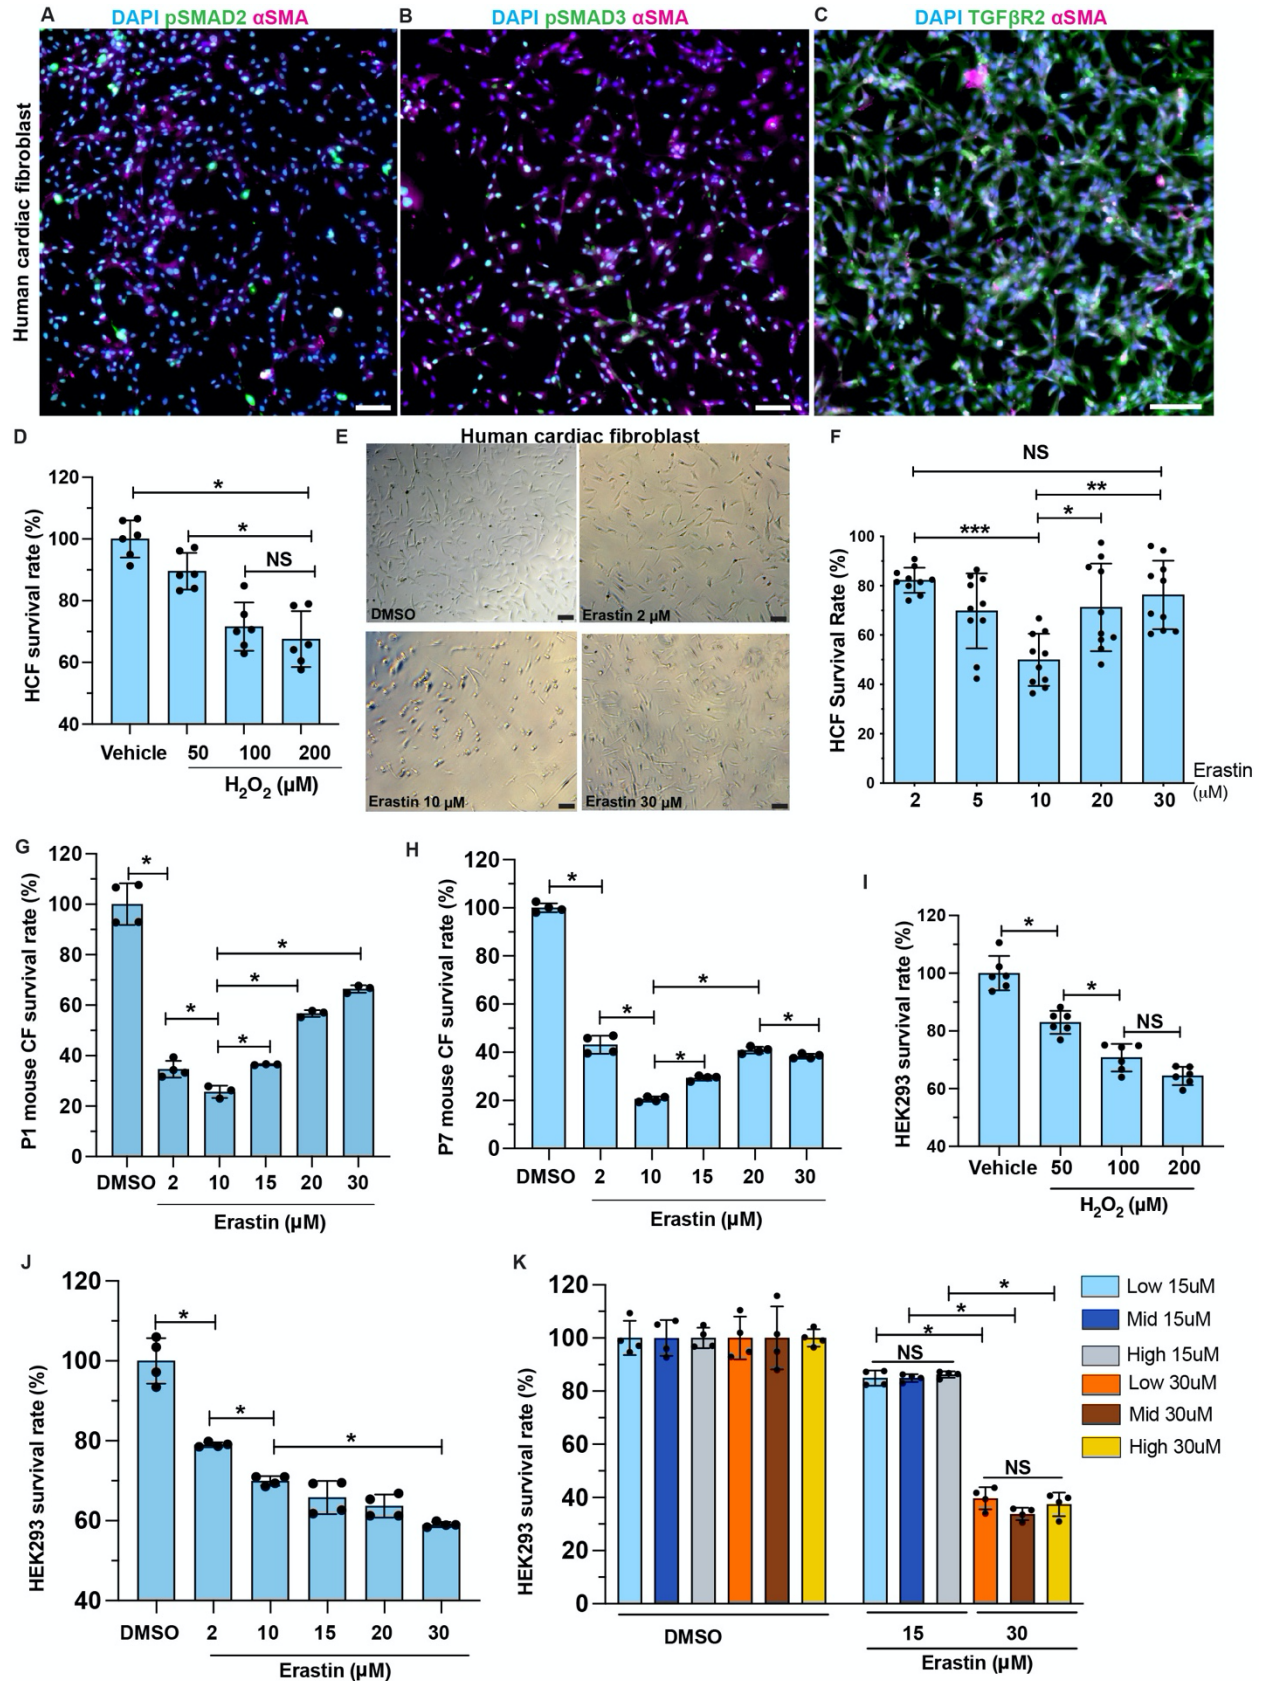 A DAPI pSMAD2 αSMA
B DAPI pSMAD3 αSMA
C DAPI TGFβR2 αSMA
Human cardiac fibroblast
D
HCF survival rate (%)
120
100
80
60
40
*
*
NS
Vehicle 50 100 200
H₂O₂ (µM)
E
Human cardiac fibroblast
DMSO
Erastin 2 µM
Erastin 10 µM
Erastin 30 µM
F
HCF Survival Rate (%)
100
80
60
40
20
0
NS
**
*
***
2 5 10 20 30
Erastin
(µM)
G
P1 mouse CF survival rate (%)
120
100
80
60
40
20
0
*
*
*
*
*
DMSO 2 10 15 20 30
Erastin (µM)
H
P7 mouse CF survival rate (%)
120
100
80
60
40
20
0
*
*
*
*
*
DMSO 2 10 15 20 30
Erastin (µM)
I
HEK293 survival rate (%)
120
100
80
60
40
*
*
NS
Vehicle 50 100 200
H₂O₂ (µM)
J
HEK293 survival rate (%)
120
100
80
60
40
*
*
*
DMSO 2 10 15 20 30
Erastin (µM)
K
HEK293 survival rate (%)
120
100
80
60
40
20
0
*
*
*
NS
NS
DMSO
15 30
Erastin (µM)
Low 15uM
Mid 15uM
High 15uM
Low 30uM
Mid 30uM
High 30uM